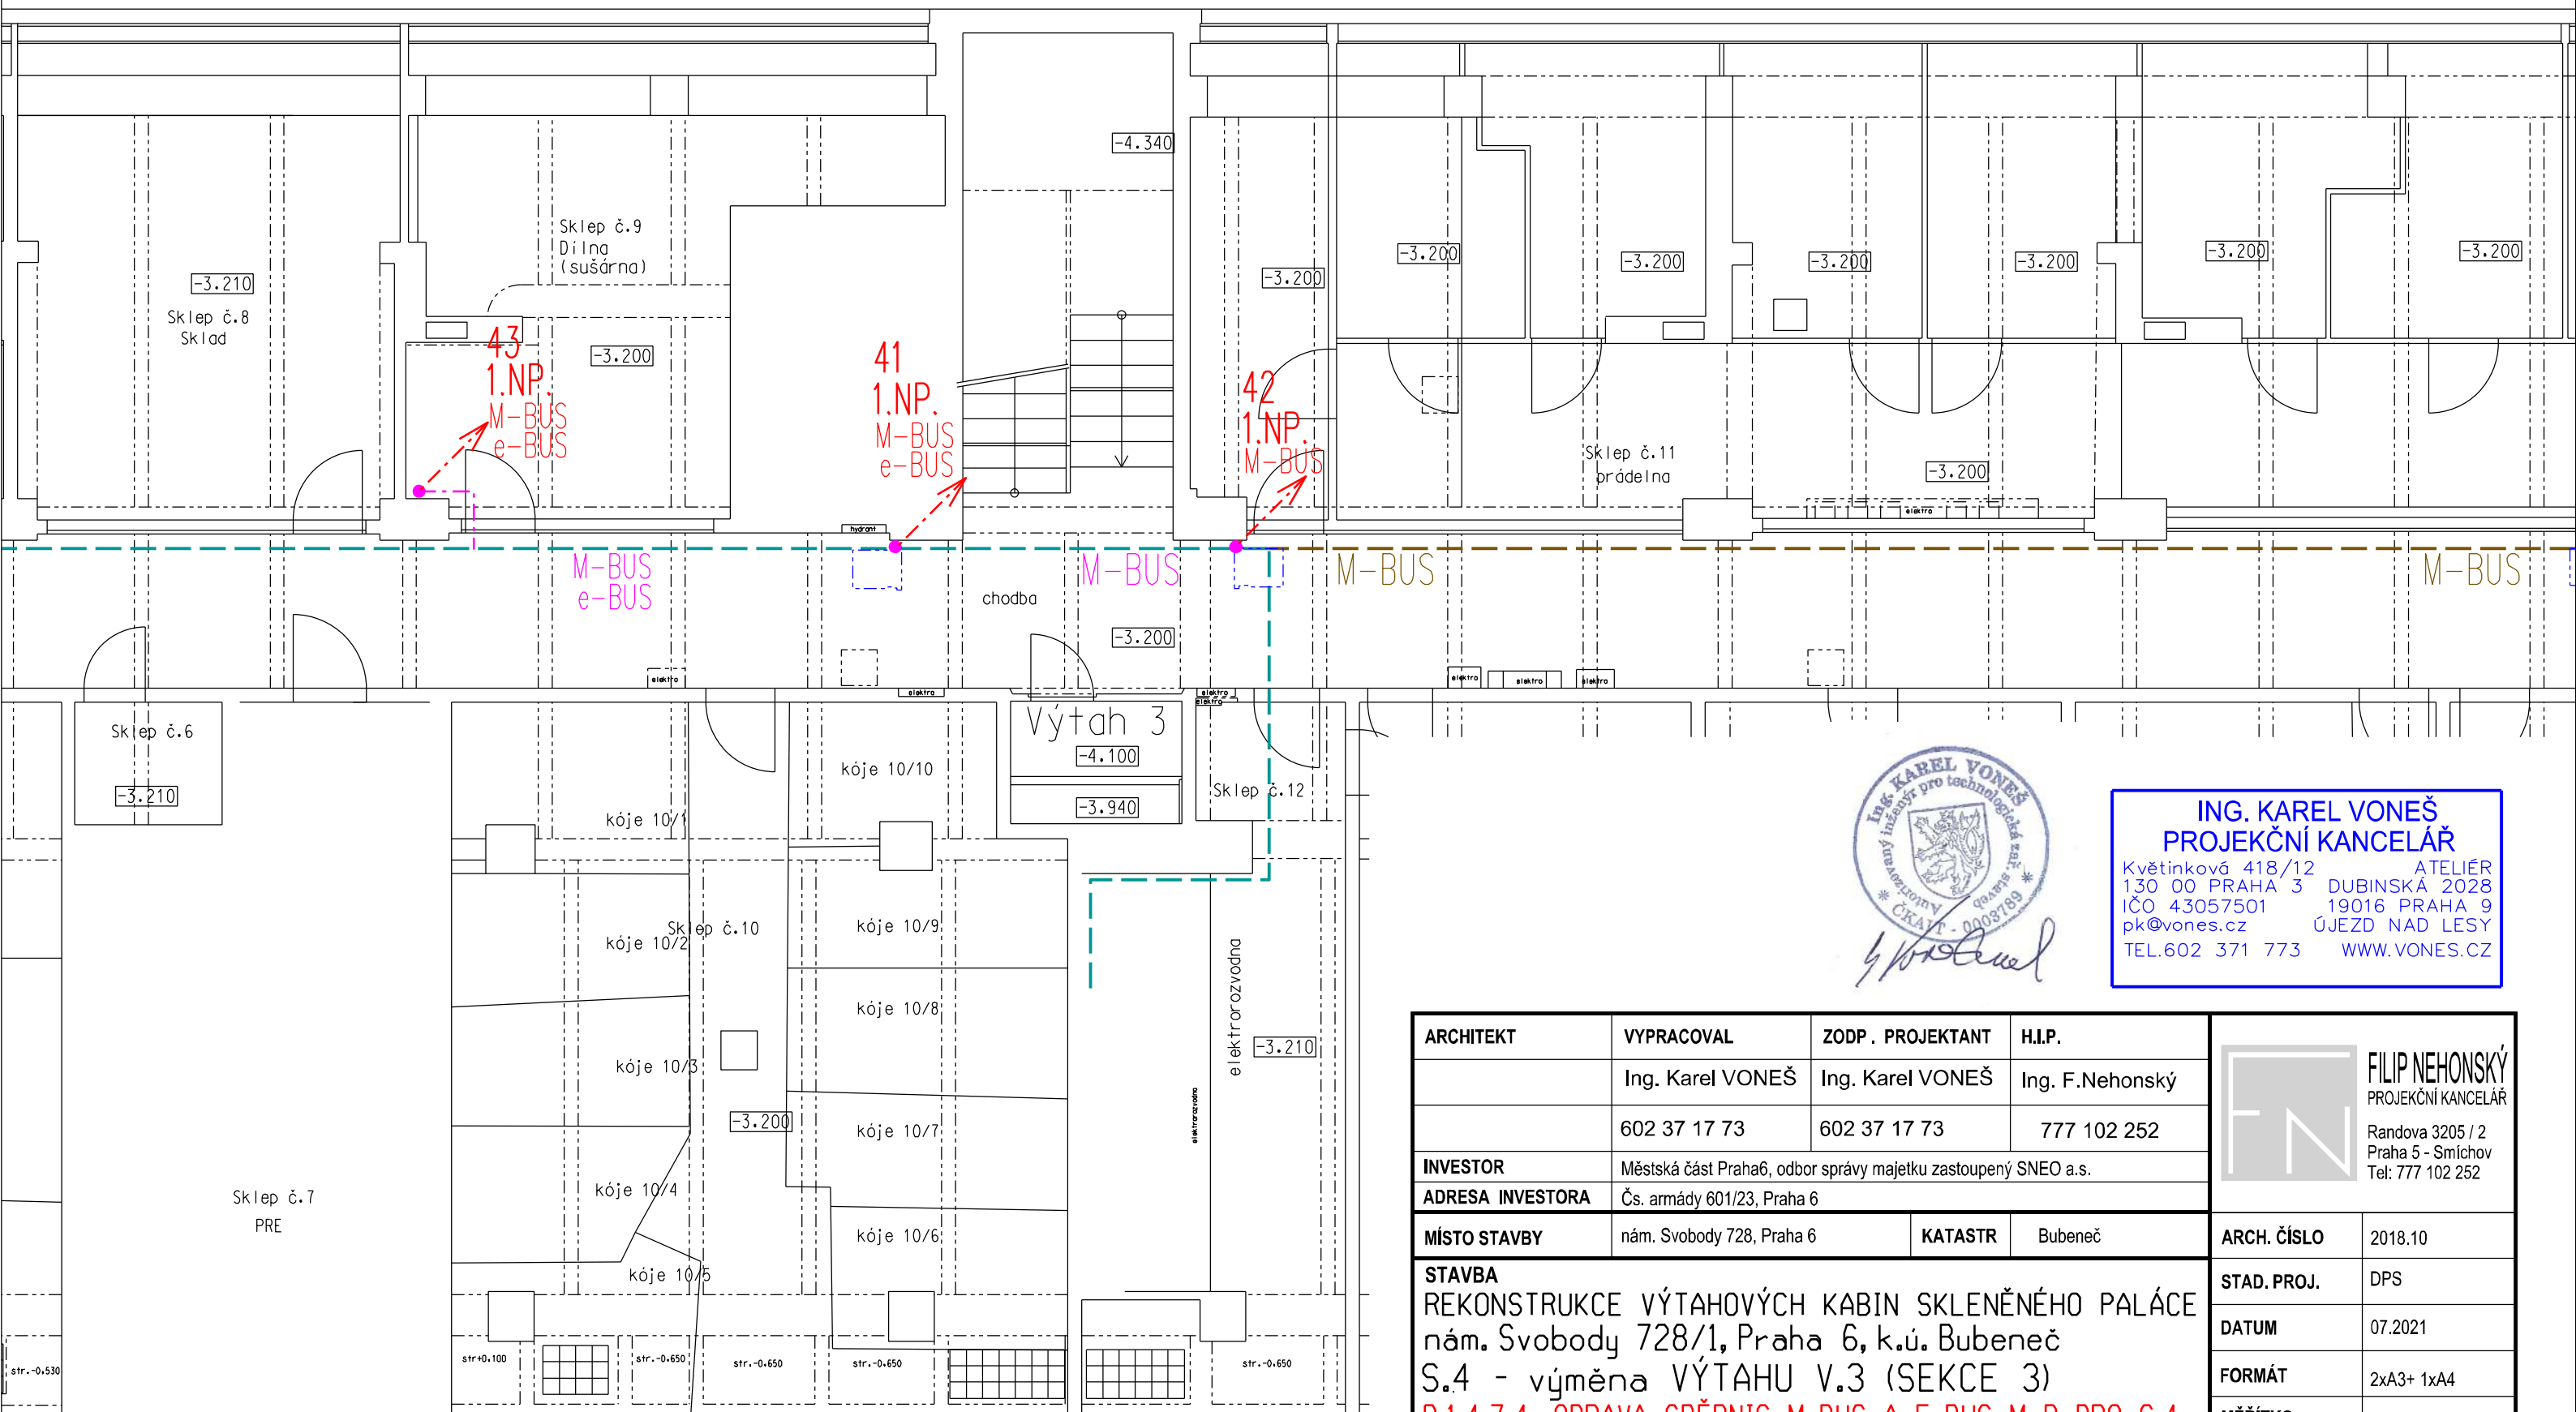 -4.340
Sklep č.9
Dílna
(sušárna)
-3.210
Sklep č.8
Sklad
-3.200
-3.200
-3.200
-3.200
-3.200
-3.200
-3.200
-3.200
43
1.NP.
M-BUS
e-BUS
41
1.NP.
M-BUS
e-BUS
42
1.NP.
M-BUS
Sklep č.11
prádelna
-3.200
hydrant
elektro
M-BUS
e-BUS
M-BUS
M-BUS
M-BUS
chodba
-3.200
elektro
elektro
elektro
elektro
elektro
elektro
elektro
Sklep č.6
-3.210
Výtah 3
-4.100
-3.940
Sklep č.12
kóje 10/10
kóje 10/1
kóje 10/2
Sklep č.10
kóje 10/9
kóje 10/8
kóje 10/3
-3.200
kóje 10/7
kóje 10/4
kóje 10/6
kóje 10/5
Sklep č.7
PRE
elektrorozvodna
-3.210
elektrorozvodna
str.-0.530
str+0.100
str.-0.650
str.-0.650
str.-0.650
str.-0.650
Ing. KAREL VONEŠ
Autorizovaný inženýr pro technologická zař. staveb
* ČKAIT - 0003789 *
ING. KAREL VONEŠ
PROJEKČNÍ KANCELÁŘ
Květinková 418/12 ATELIÉR
130 00 PRAHA 3 DUBINSKÁ 2028
IČO 43057501 19016 PRAHA 9
pk@vones.cz ÚJEZD NAD LESY
TEL.602 371 773 WWW.VONES.CZ
ARCHITEKT VYPRACOVAL ZODP. PROJEKTANT H.I.P.
Ing. Karel VONEŠ Ing. Karel VONEŠ Ing. F.Nehonský
602 37 17 73 602 37 17 73 777 102 252
INVESTOR Městská část Praha6, odbor správy majetku zastoupený SNEO a.s.
ADRESA INVESTORA Čs. armády 601/23, Praha 6
MÍSTO STAVBY nám. Svobody 728, Praha 6 KATASTR Bubeneč
FN
FILIP NEHONSKÝ
PROJEKČNÍ KANCELÁŘ
Randova 3205 / 2
Praha 5 - Smíchov
Tel: 777 102 252
ARCH. ČÍSLO 2018.10
STAD. PROJ. DPS
DATUM 07.2021
FORMÁT 2xA3+ 1xA4
STAVBA
REKONSTRUKCE VÝTAHOVÝCH KABIN SKLENĚNÉHO PALÁCE
nám. Svobody 728/1, Praha 6, k.ú. Bubeneč
S.4 - výměna VÝTAHU V.3 (SEKCE 3)